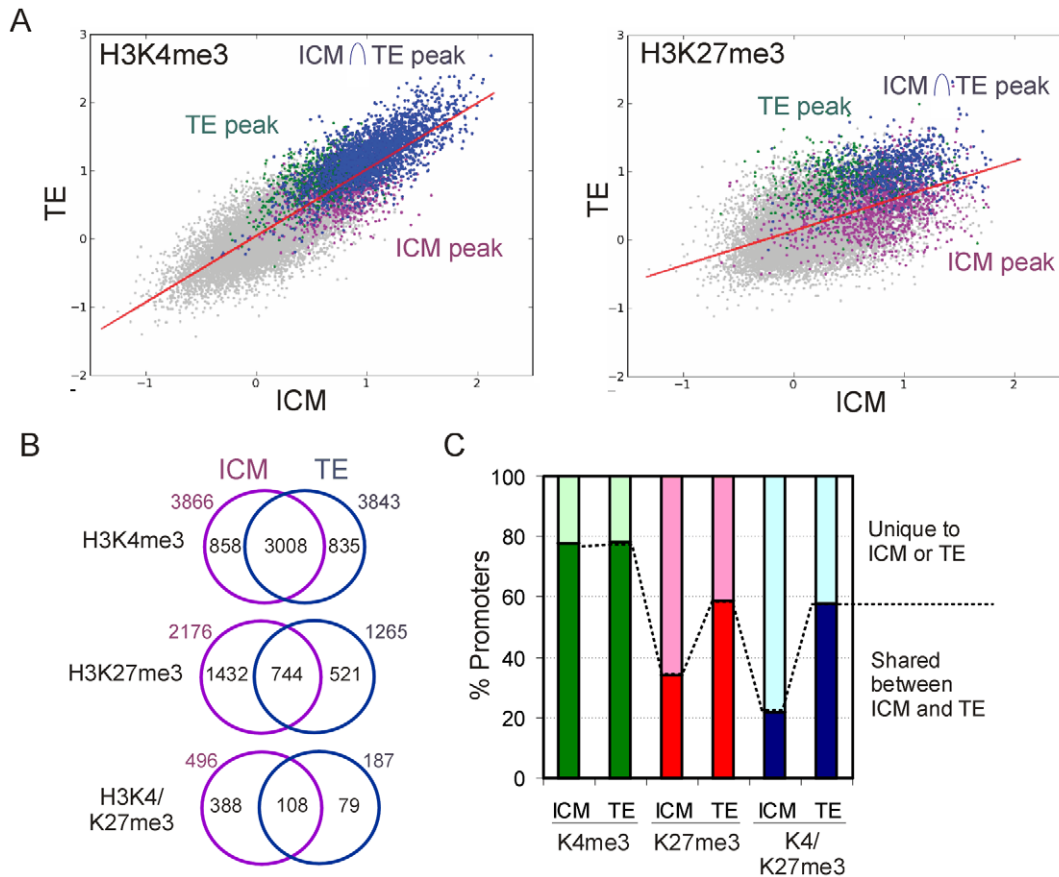 A
H3K4me3
ICM ∩ TE peak
TE peak
ICM peak
TE
3
2
1
0
−1
−2
−1
0
1
2
ICM
H3K27me3
ICM ∩ TE peak
TE peak
ICM peak
TE
3
2
1
0
−1
−2
−1
0
1
2
ICM
B
ICM TE
3866 3843
H3K4me3 858 3008 835
2176 1265
H3K27me3 1432 744 521
496 187
H3K4/
K27me3
388 108 79
C
% Promoters
100
80
60
40
20
0
ICM TE ICM TE ICM TE
K4me3 K27me3 K4/
K27me3
Unique to
ICM or TE
Shared
between
ICM and TE